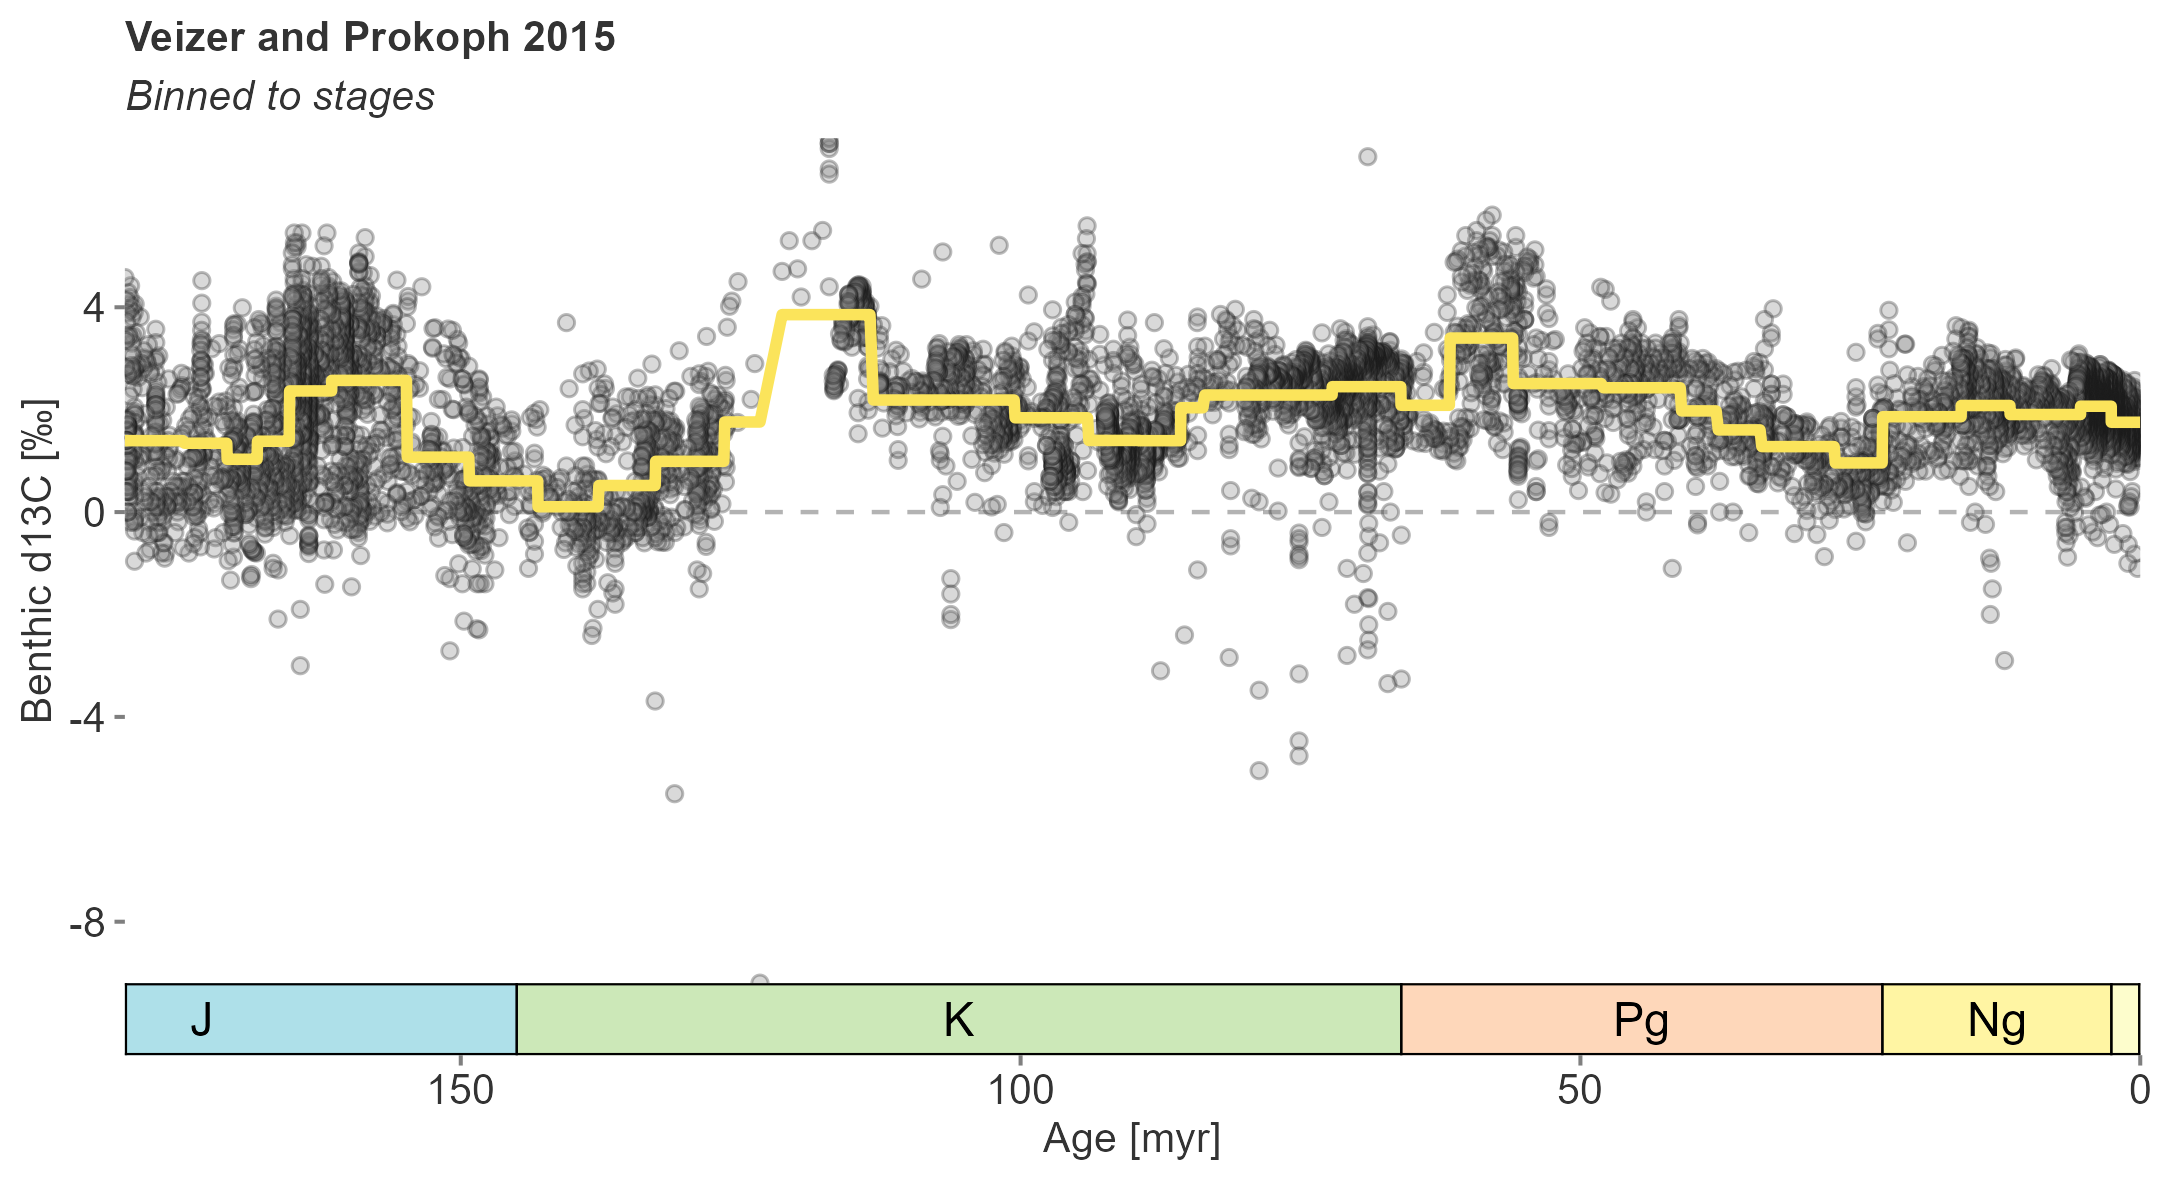 Veizer and Prokoph 2015
Binned to stages
Benthic d13C [‰]
4
0
-4
-8
J K Pg Ng
150 100 50 0
Age [myr]